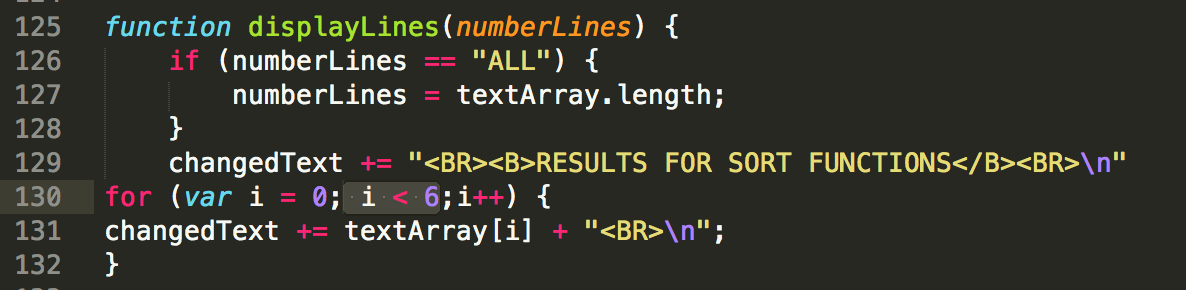 125 function displayLines(numberLines) {
126     if (numberLines == "ALL") {
127         numberLines = textArray.length;
128     }
129     changedText += "<BR><B>RESULTS FOR SORT FUNCTIONS</B><BR>\n"
130 for (var i = 0; i < 6;i++) {
131 changedText += textArray[i] + "<BR>\n";
132 }